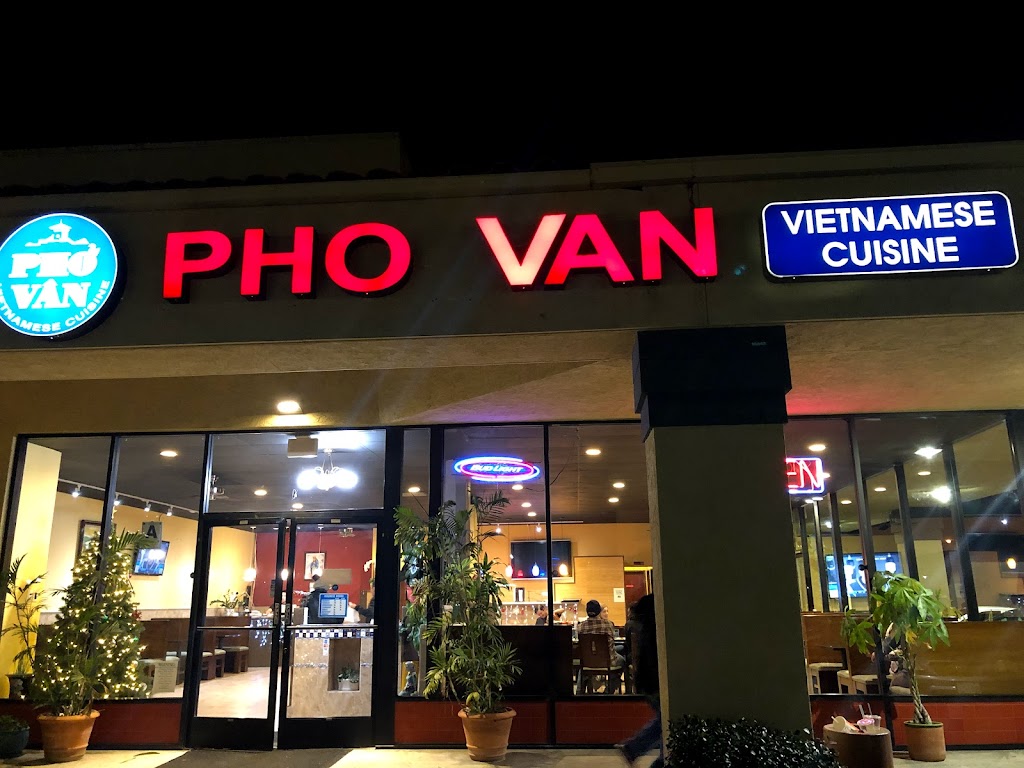 PHỞ
VÂN
VIETNAMESE CUISINE
PHO VAN
VIETNAMESE
CUISINE
BUD LIGHT